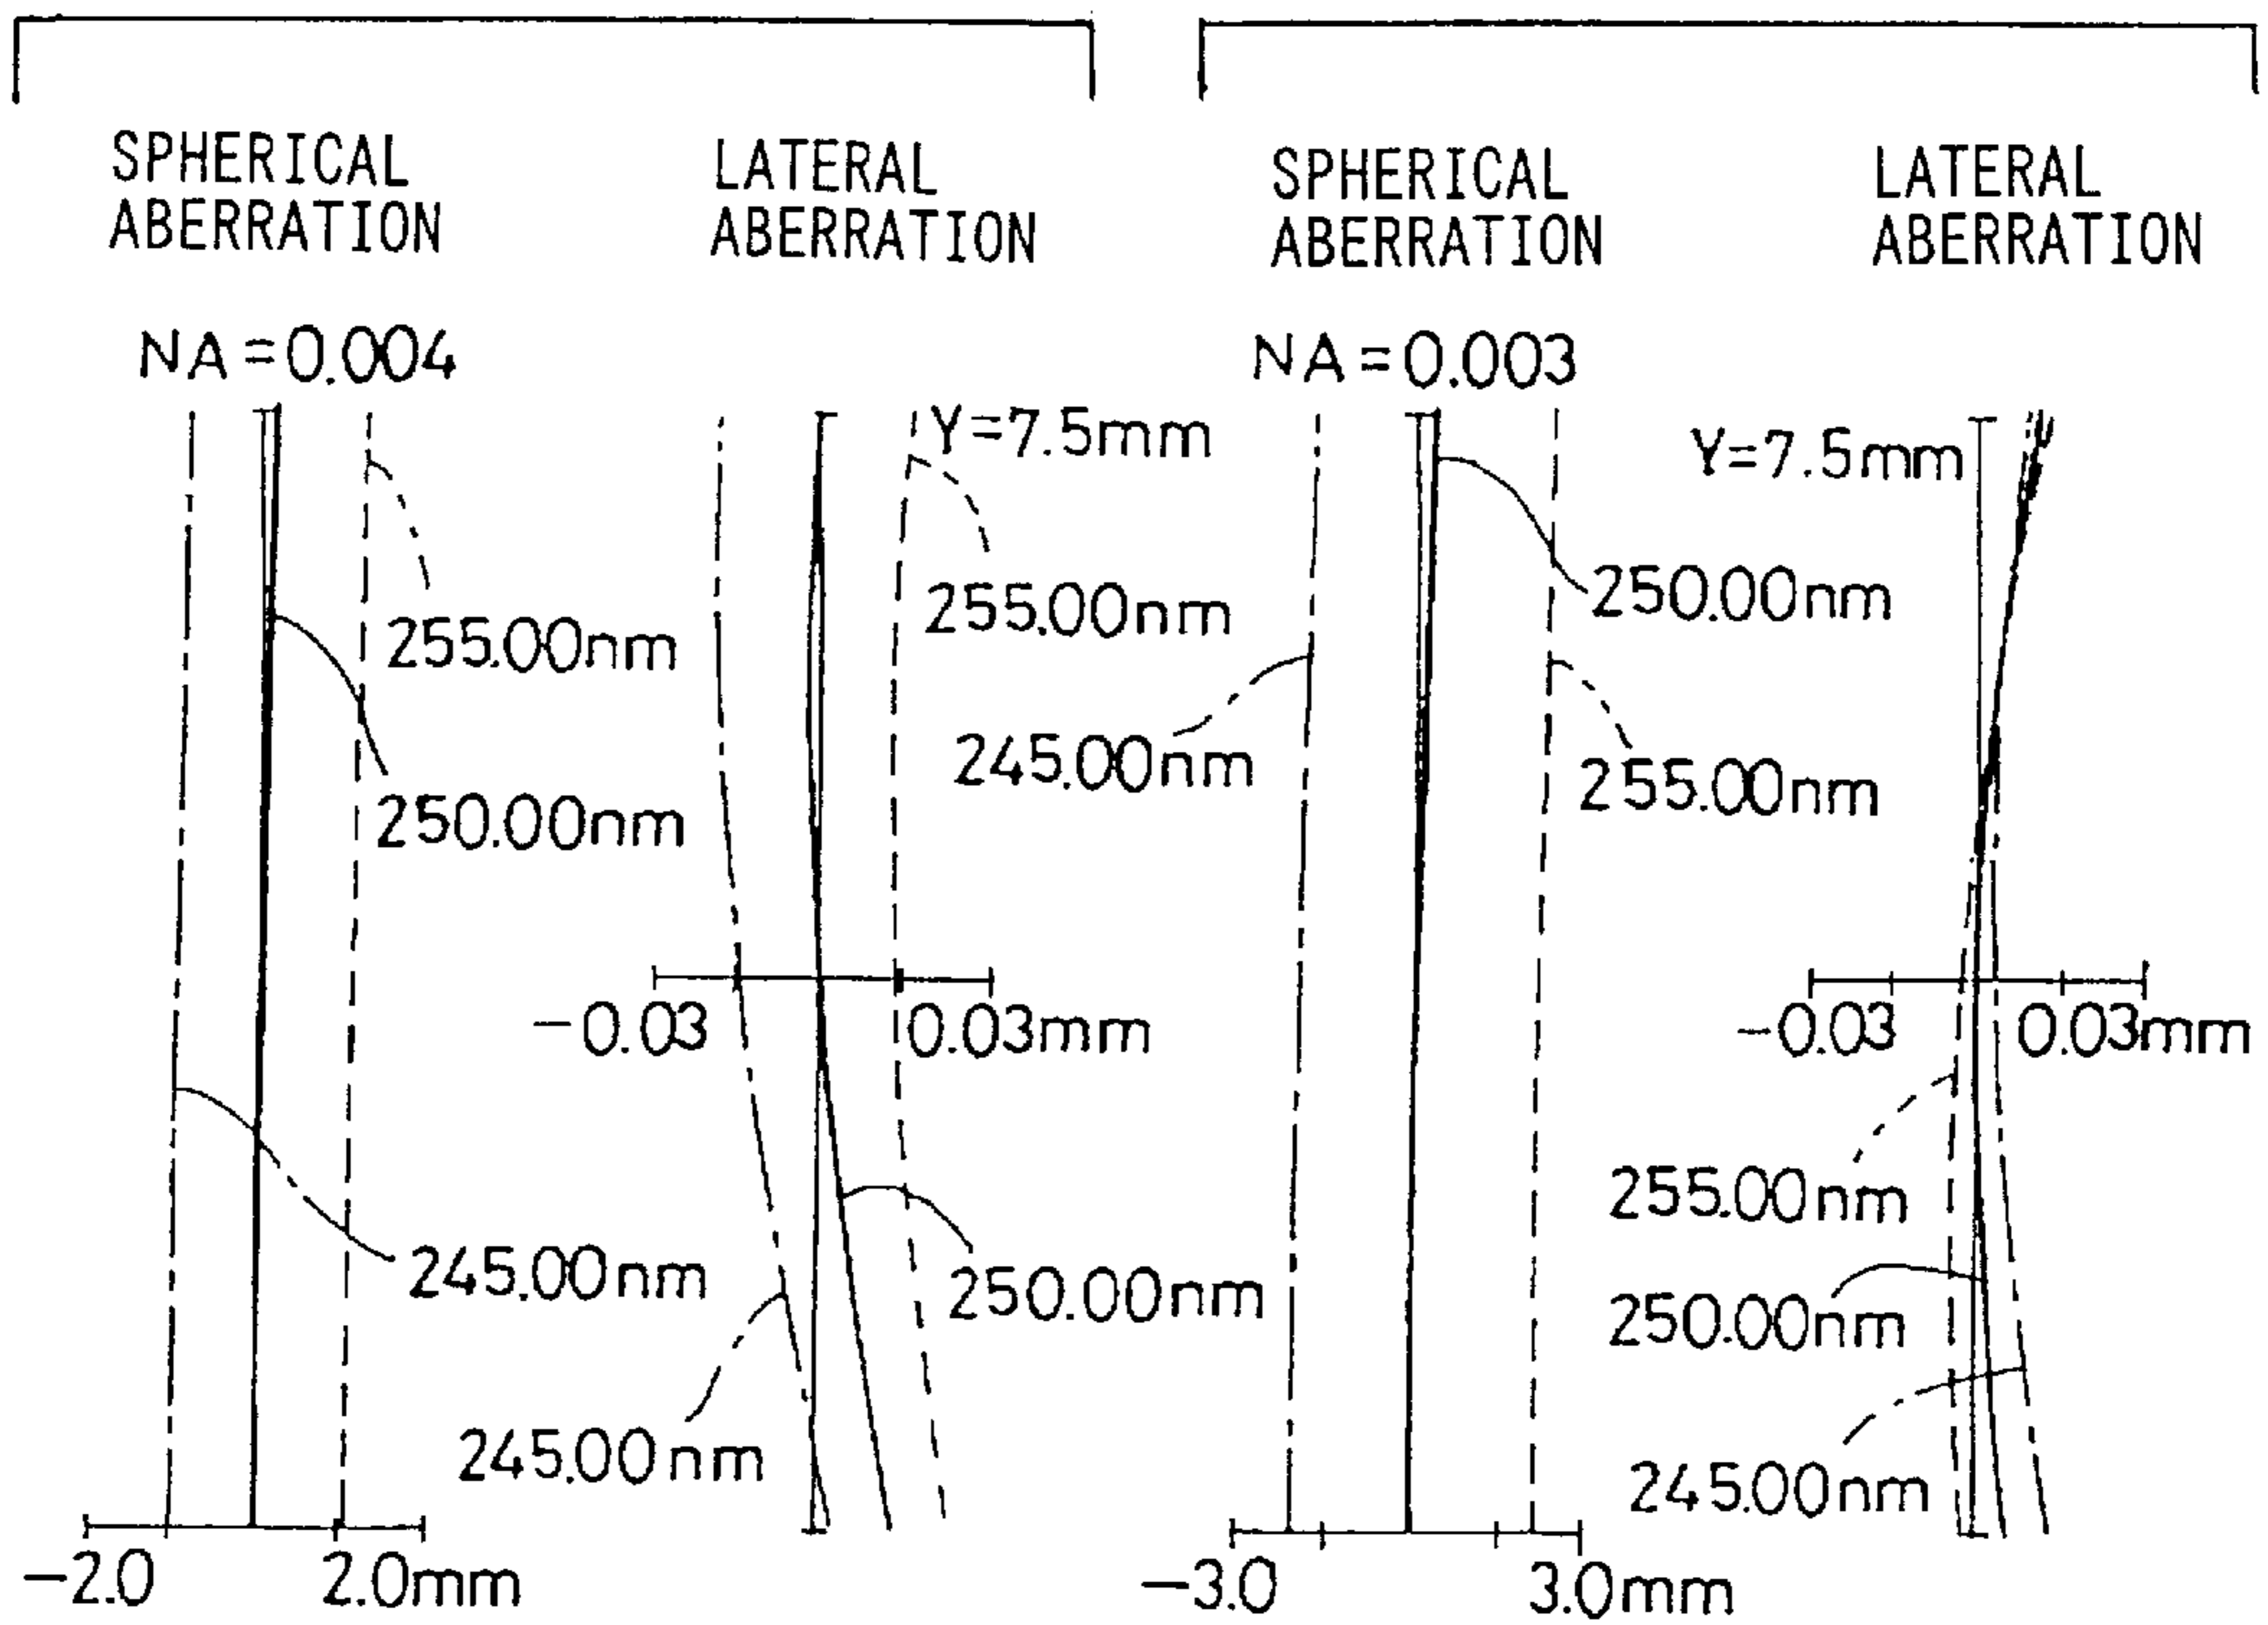 SPHERICAL
ABERRATION
LATERAL
ABERRATION
SPHERICAL
ABERRATION
LATERAL
ABERRATION
NA=0.004
Y=7.5mm
NA=0.003
Y=7.5mm
255.00nm
250.00nm
245.00nm
-2.0
2.0mm
255.00nm
-0.03
0.03mm
250.00nm
245.00nm
245.00nm
250.00nm
255.00nm
-3.0
3.0mm
-0.03
0.03mm
255.00nm
250.00nm
245.00nm